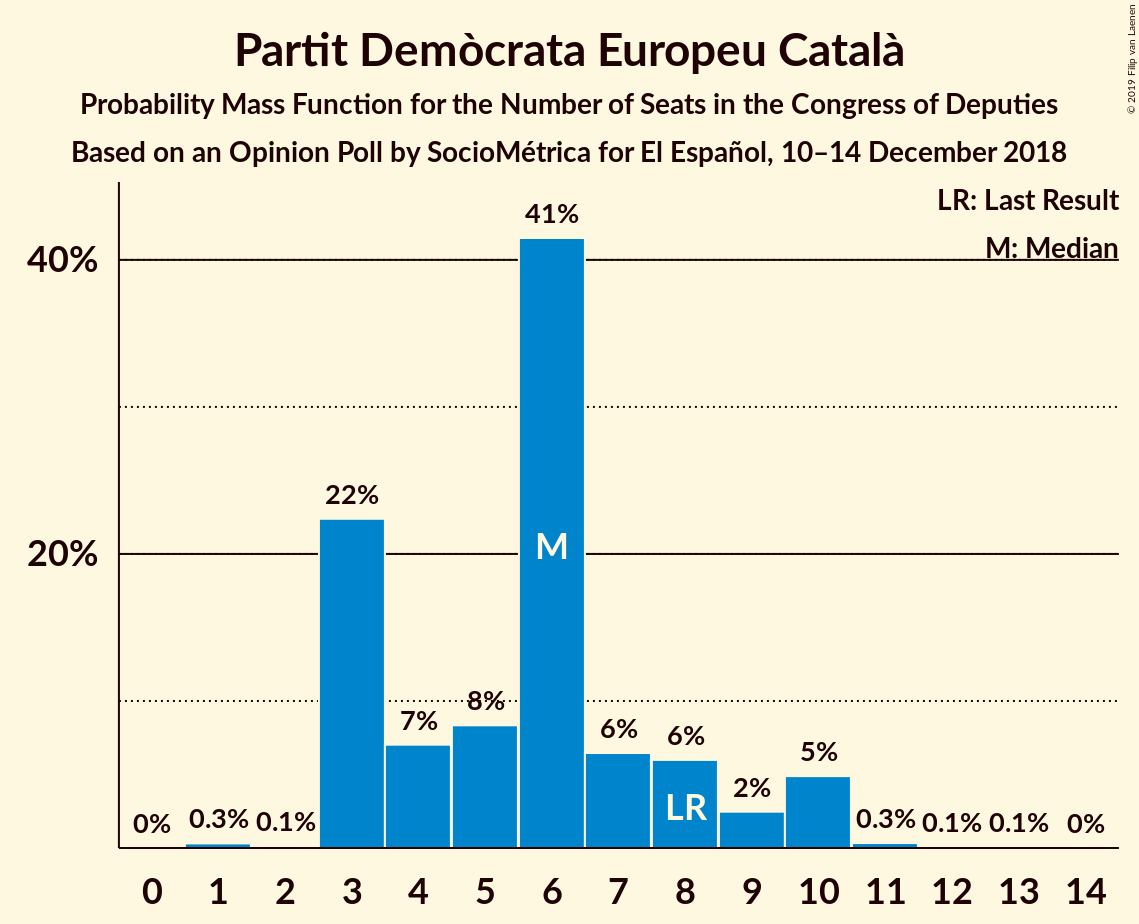 Partit Demòcrata Europeu Català
Probability Mass Function for the Number of Seats in the Congress of Deputies
Based on an Opinion Poll by SocioMétrica for El Español, 10–14 December 2018
© 2019 Filip van Laenen
LR: Last Result
M: Median
40%
20%
0%
0.3%
0.1%
22%
7%
8%
41%
M
6%
6%
LR
2%
5%
0.3%
0.1%
0.1%
0%
0 1 2 3 4 5 6 7 8 9 10 11 12 13 14